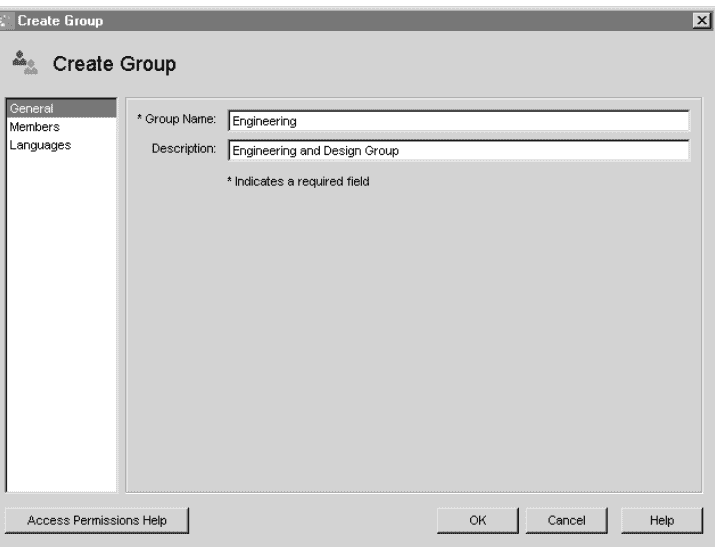 Create Group
Create Group
General
Members
Languages
* Group Name: Engineering
Description: Engineering and Design Group
* Indicates a required field
Access Permissions Help OK Cancel Help